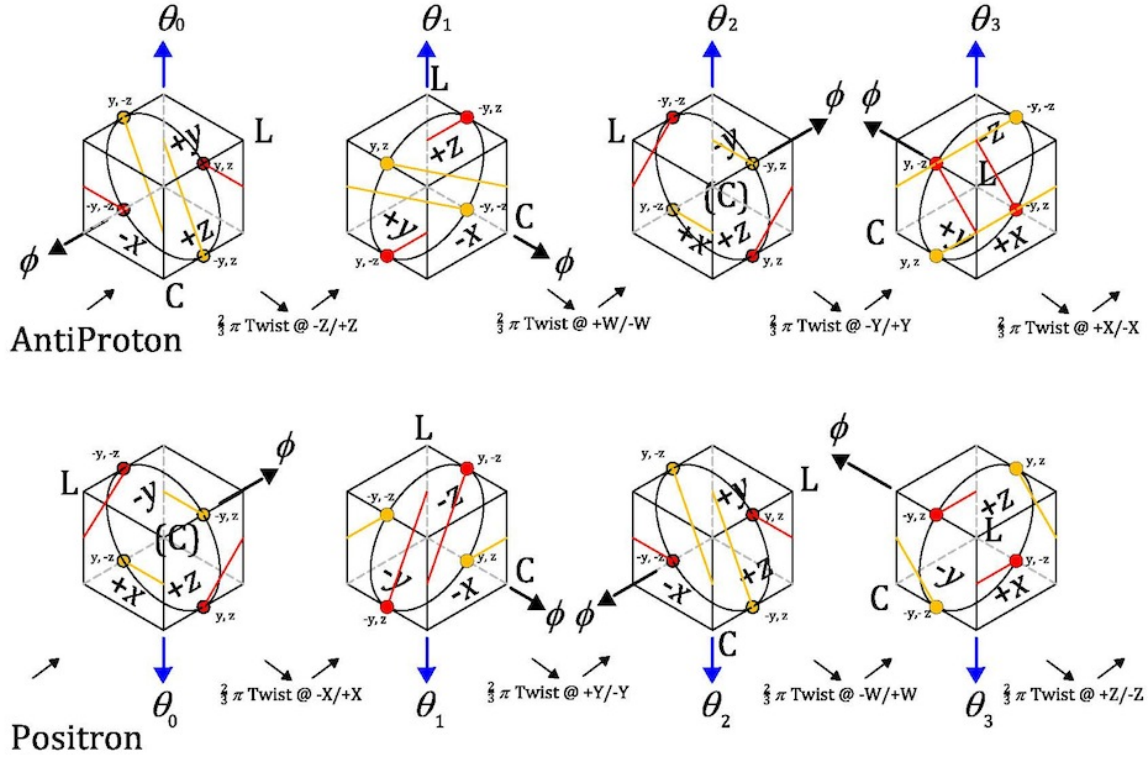 θ0 θ1 θ2 θ3
y, -z +y L y, z -y, z -x +z -y, z ϕ C
L -y, z +z y, z -y, -z C +y -x y, -z ϕ
-y, -z L -y ϕ -y, z (C) y, -z +x +z y, z
ϕ -y, -z -z y, -z L -y, z C +y +x y, z
2/3 π Twist @ -Z/+Z 2/3 π Twist @ +W/-W 2/3 π Twist @ -Y/+Y 2/3 π Twist @ +X/-X
AntiProton
-y, -z L -y ϕ -y, z (C) y, -z +x +z y, z
L y, -z -z -y, -z y, z C -y -x -y, z ϕ
y, -z L +y y, z -y, -z -x +z -y, z ϕ C
ϕ y, z +z -y, z L y, -z C -y +x -y, -z
2/3 π Twist @ -X/+X 2/3 π Twist @ +Y/-Y 2/3 π Twist @ -W/+W 2/3 π Twist @ +Z/-Z
θ0 θ1 θ2 θ3
Positron